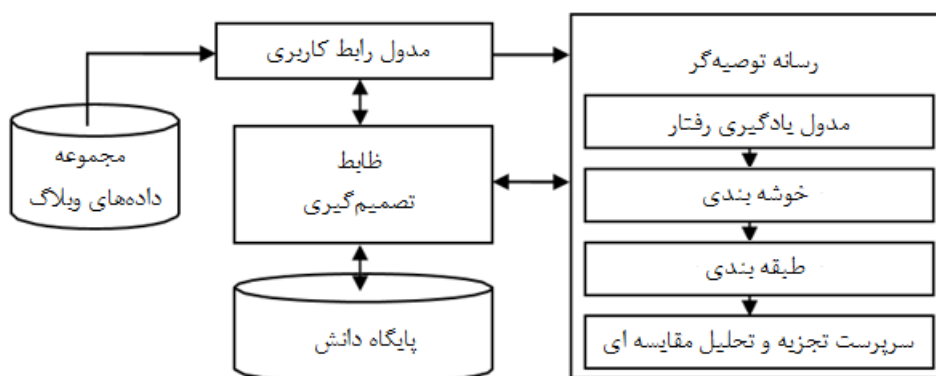 مدول رابط کاربری
رسانه توصیه‌گر
مدول یادگیری رفتار
مجموعه
داده‌های وبلاگ
ظابط
تصمیم‌گیری
خوشه بندی
طبقه بندی
پایگاه دانش
سرپرست تجزیه و تحلیل مقایسه ای